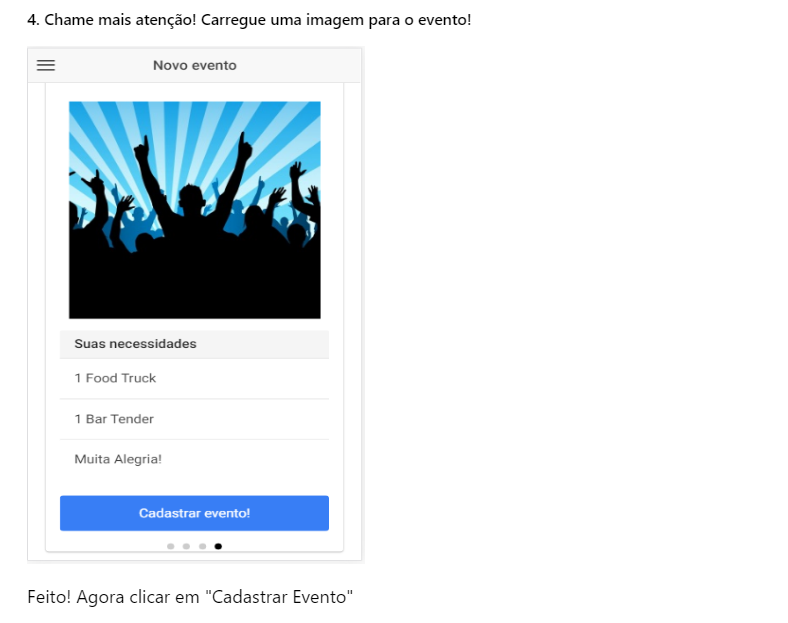 4. Chame mais atenção! Carregue uma imagem para o evento!
Novo evento
Suas necessidades
1 Food Truck
1 Bar Tender
Muita Alegria!
Cadastrar evento!
Feito! Agora clicar em "Cadastrar Evento"